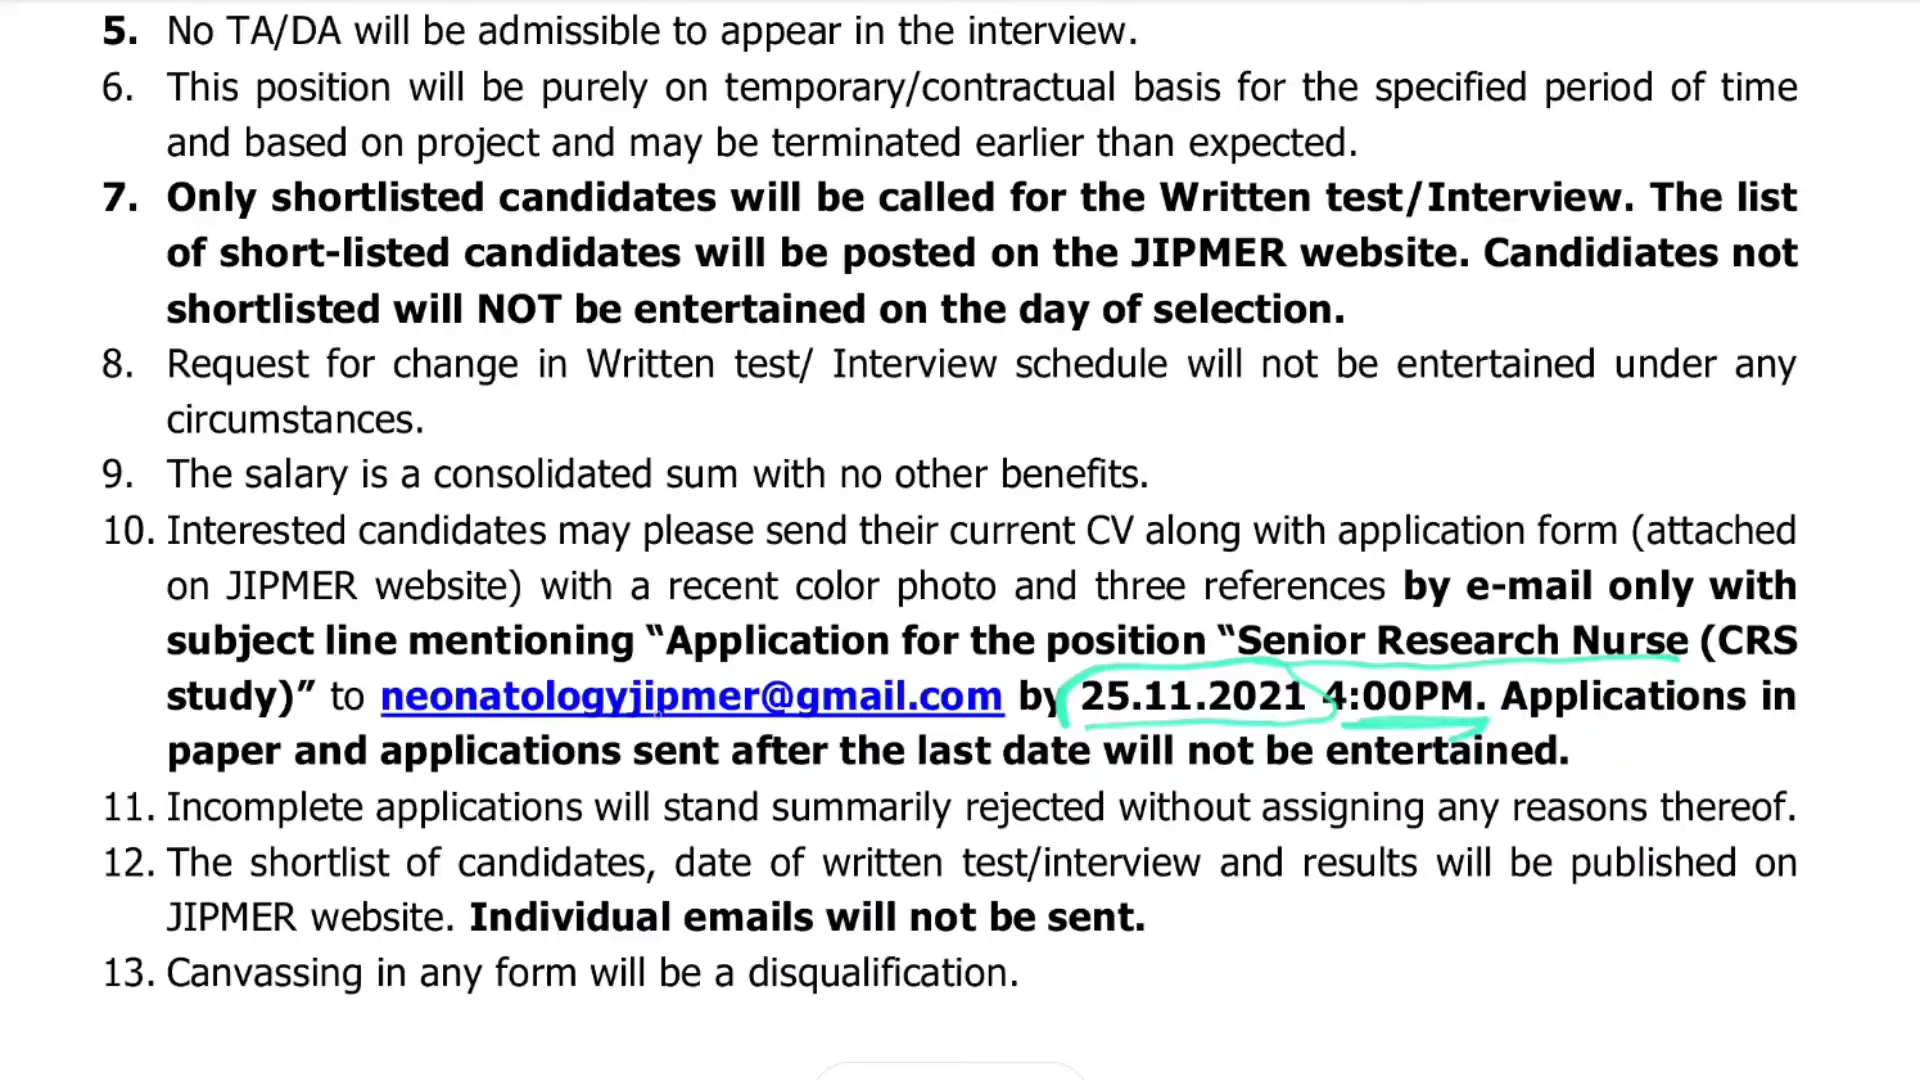 5. No TA/DA will be admissible to appear in the interview.
6. This position will be purely on temporary/contractual basis for the specified period of time
and based on project and may be terminated earlier than expected.
7. Only shortlisted candidates will be called for the Written test/Interview. The list
of short-listed candidates will be posted on the JIPMER website. Candidiates not
shortlisted will NOT be entertained on the day of selection.
8. Request for change in Written test/ Interview schedule will not be entertained under any
circumstances.
9. The salary is a consolidated sum with no other benefits.
10. Interested candidates may please send their current CV along with application form (attached
on JIPMER website) with a recent color photo and three references by e-mail only with
subject line mentioning “Application for the position “Senior Research Nurse (CRS
study)” to neonatologyjipmer@gmail.com by 25.11.2021 4:00PM. Applications in
paper and applications sent after the last date will not be entertained.
11. Incomplete applications will stand summarily rejected without assigning any reasons thereof.
12. The shortlist of candidates, date of written test/interview and results will be published on
JIPMER website. Individual emails will not be sent.
13. Canvassing in any form will be a disqualification.